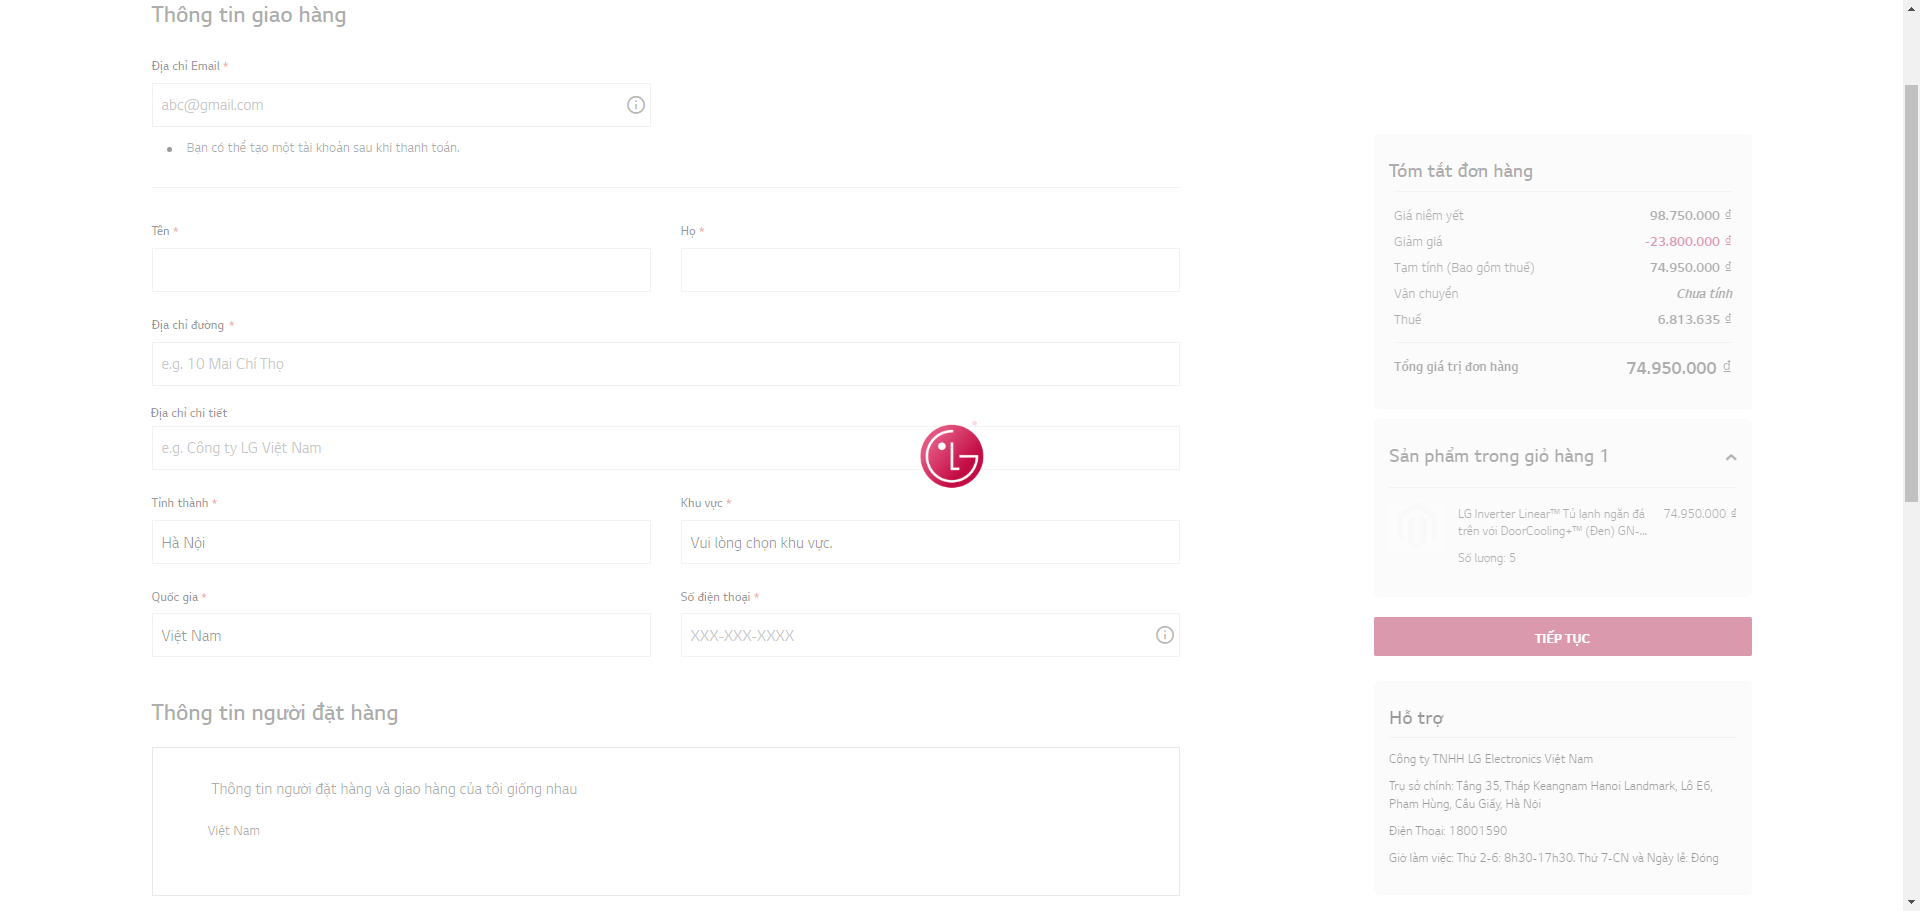 Thông tin giao hàng
Địa chỉ Email *
abc@gmail.com
Bạn có thể tạo một tài khoản sau khi thanh toán.
Tên *
Họ *
Địa chỉ đường *
e.g. 10 Mai Chí Thọ
Địa chỉ chi tiết
e.g. Công ty LG Việt Nam
Tỉnh thành *
Khu vực *
Hà Nội
Vui lòng chọn khu vực.
Quốc gia *
Số điện thoại *
Việt Nam
XXX-XXX-XXXX
Thông tin người đặt hàng
Thông tin người đặt hàng và giao hàng của tôi giống nhau
Việt Nam
LG
Tóm tắt đơn hàng
Giá niêm yết 98.750.000 ₫
Giảm giá -23.800.000 ₫
Tạm tính (Bao gồm thuế) 74.950.000 ₫
Vận chuyển Chưa tính
Thuế 6.813.635 ₫
Tổng giá trị đơn hàng 74.950.000 ₫
Sản phẩm trong giỏ hàng 1
LG Inverter Linear™ Tủ lạnh ngăn đá 74.950.000 ₫
trên với DoorCooling+™ (Đen) GN-...
Số lượng: 5
TIẾP TỤC
Hỗ trợ
Công ty TNHH LG Electronics Việt Nam
Trụ sở chính: Tầng 35, Tháp Keangnam Hanoi Landmark, Lô E6,
Phạm Hùng, Cầu Giấy, Hà Nội
Điện Thoại: 18001590
Giờ làm việc: Thứ 2-6: 8h30-17h30. Thứ 7-CN và Ngày lễ: Đóng